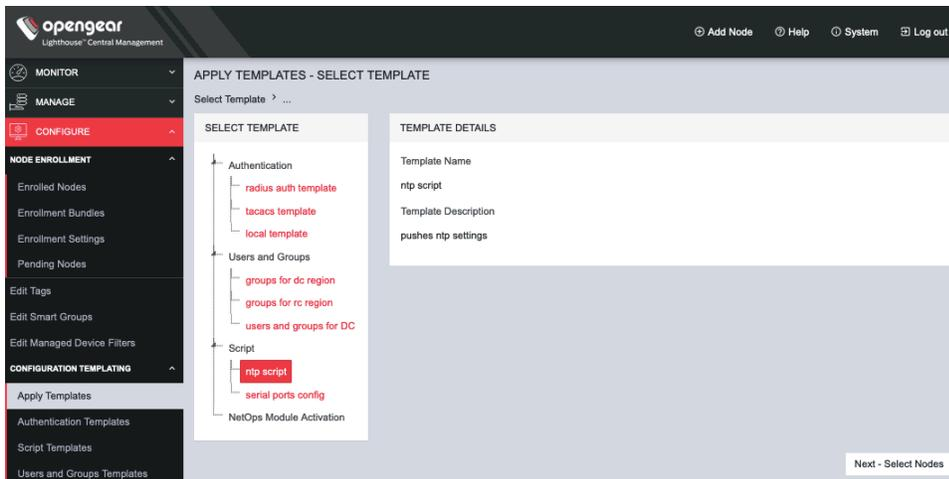 opengear
Lighthouse™ Central Management
Add Node
Help
System
Log out
MONITOR
MANAGE
CONFIGURE
NODE ENROLLMENT
Enrolled Nodes
Enrollment Bundles
Enrollment Settings
Pending Nodes
Edit Tags
Edit Smart Groups
Edit Managed Device Filters
CONFIGURATION TEMPLATING
Apply Templates
Authentication Templates
Script Templates
Users and Groups Templates
APPLY TEMPLATES - SELECT TEMPLATE
Select Template > ...
SELECT TEMPLATE
Authentication
radius auth template
tacacs template
local template
Users and Groups
groups for dc region
groups for rc region
users and groups for DC
Script
ntp script
serial ports config
NetOps Module Activation
TEMPLATE DETAILS
Template Name
ntp script
Template Description
pushes ntp settings
Next - Select Nodes